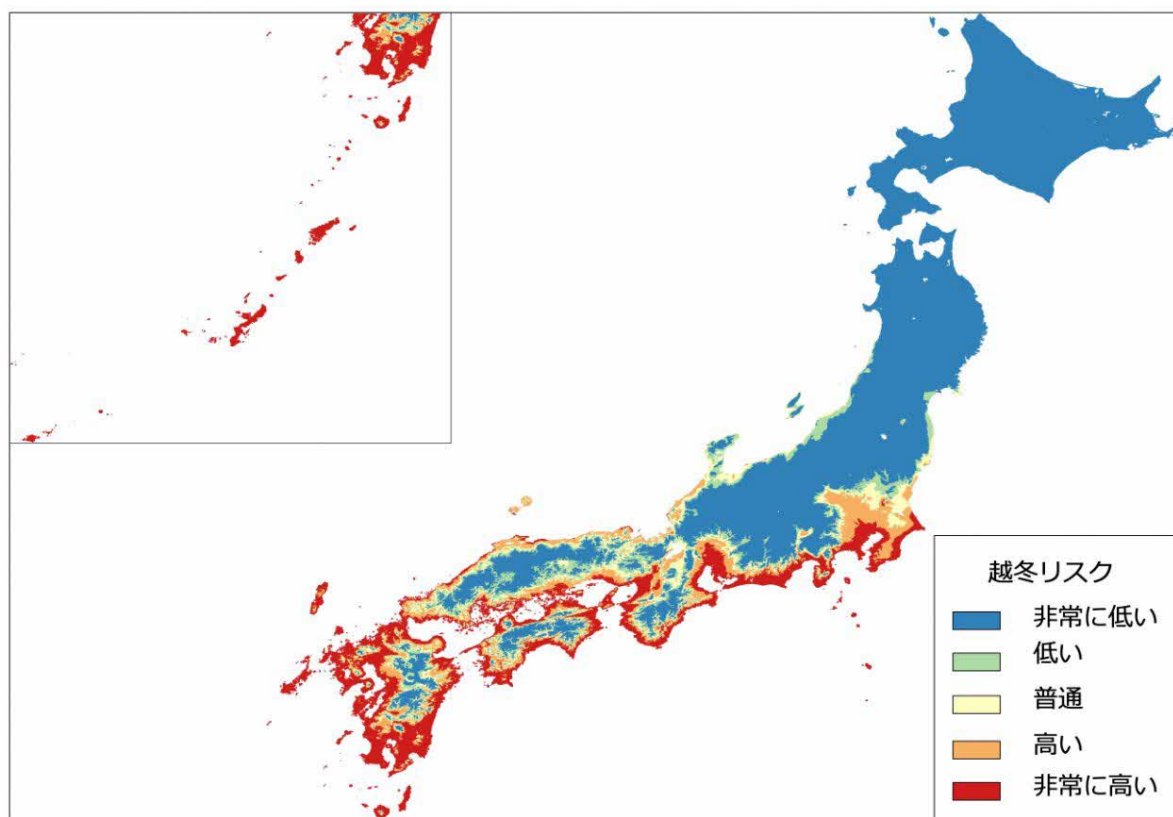 越冬リスク
非常に低い
低い
普通
高い
非常に高い